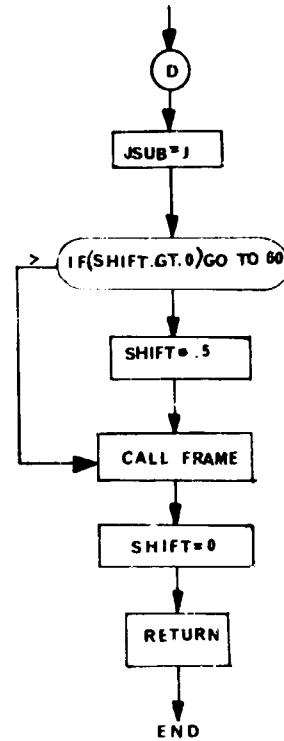 D
JSUB=J
> IF(SHIFT.GT.0)GO TO 60
SHIFT=.5
CALL FRAME
SHIFT=0
RETURN
END